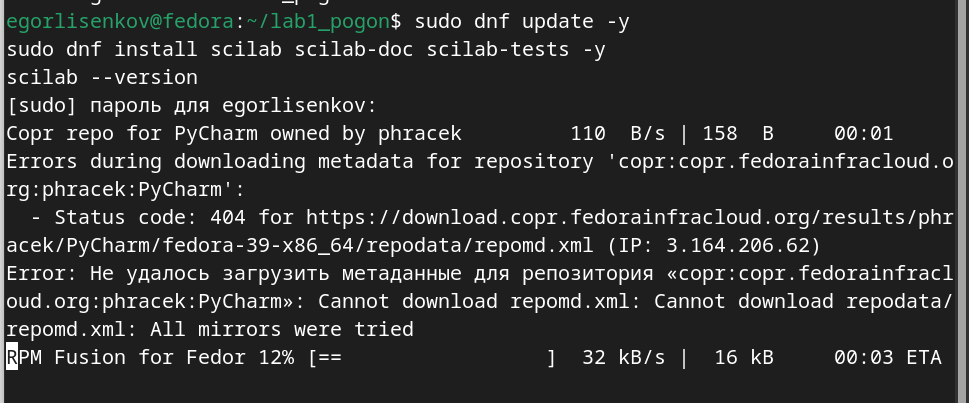 egorlisenkov@fedora:~/lab1_pogon$ sudo dnf update -y
sudo dnf install scilab scilab-doc scilab-tests -y
scilab --version
[sudo] пароль для egorlisenkov:
Copr repo for PyCharm owned by phracek 110 B/s | 158 B 00:01
Errors during downloading metadata for repository 'copr:copr.fedorainfracloud.o
rg:phracek:PyCharm':
- Status code: 404 for https://download.copr.fedorainfracloud.org/results/phr
acek/PyCharm/fedora-39-x86_64/repodata/repomd.xml (IP: 3.164.206.62)
Error: Не удалось загрузить метаданные для репозитория «copr:copr.fedorainfracl
oud.org:phracek:PyCharm»: Cannot download repomd.xml: Cannot download repodata/
repomd.xml: All mirrors were tried
RPM Fusion for Fedor 12% [== ] 32 kB/s | 16 kB 00:03 ETA